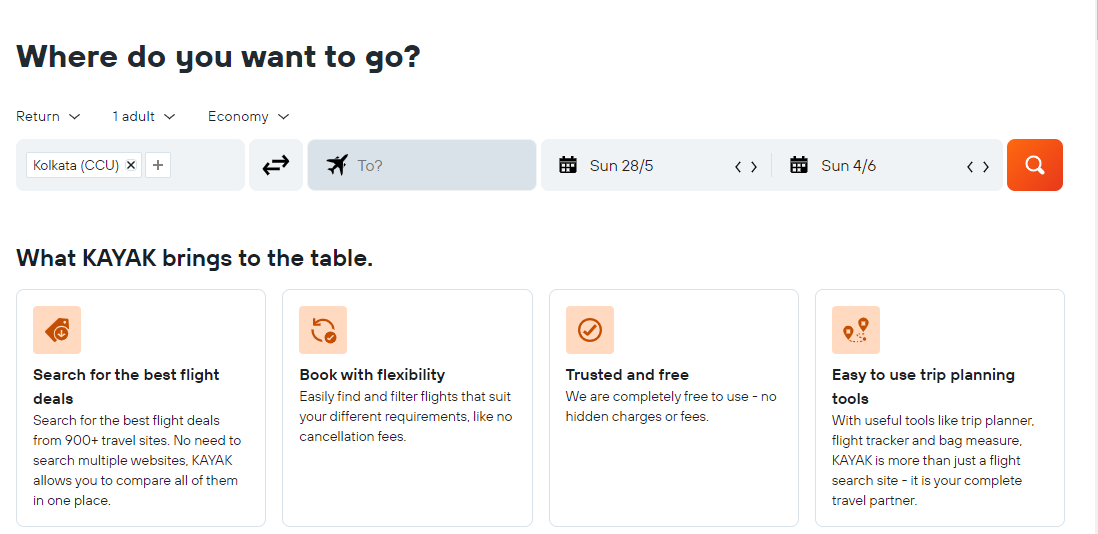 Where do you want to go?
Return 1 adult Economy
Kolkata (CCU) To? Sun 28/5 Sun 4/6
What KAYAK brings to the table.
Search for the best flight
deals
Search for the best flight deals
from 900+ travel sites. No need to
search multiple websites, KAYAK
allows you to compare all of them
in one place.
Book with flexibility
Easily find and filter flights that suit
your different requirements, like no
cancellation fees.
Trusted and free
We are completely free to use - no
hidden charges or fees.
Easy to use trip planning
tools
With useful tools like trip planner,
flight tracker and bag measure,
KAYAK is more than just a flight
search site - it is your complete
travel partner.